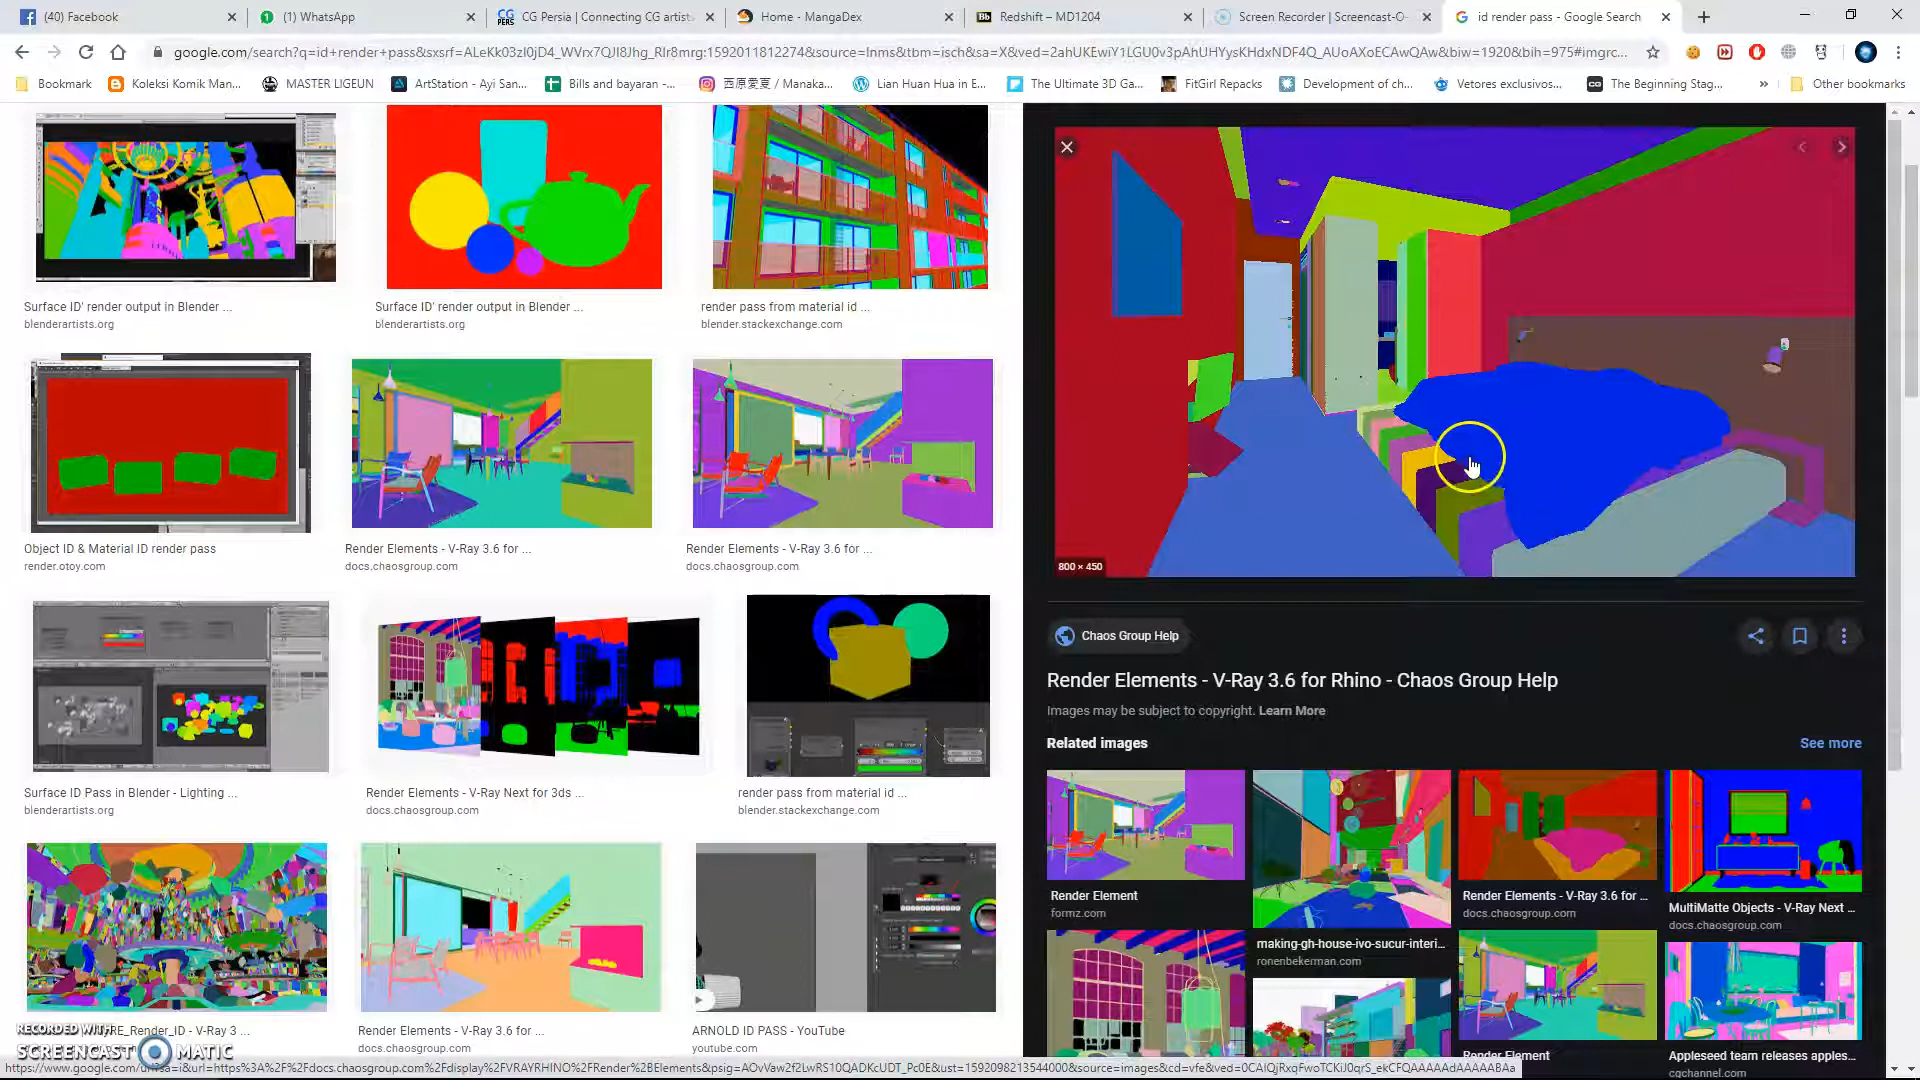 (40) Facebook
(1) WhatsApp
CG Persia | Connecting CG artist
Home - MangaDex
Redshift – MD1204
Screen Recorder | Screencast-O-
id render pass - Google Search
google.com/search?q=id+render+pass&sxsrf=ALeKk03zI0jD4_WVrx7QJI8Jhg_RIr8mrg:1592011812274&source=lnms&tbm=isch&sa=X&ved=2ahUKEwiY1LGU0v3pAhUHYysKHdxNDF4Q_AUoAXoECAwQAw&biw=1920&bih=975#imgrc...
Bookmark
Koleksi Komik Man...
MASTER LIGEUN
ArtStation - Ayi San...
Bills and bayaran -...
西原愛夏 / Manaka...
Lian Huan Hua in E...
The Ultimate 3D Ga...
FitGirl Repacks
Development of ch...
Vetores exclusivos...
The Beginning Stag...
Other bookmarks
Surface ID' render output in Blender ...
blenderartists.org
Surface ID' render output in Blender ...
blenderartists.org
render pass from material id ...
blender.stackexchange.com
Object ID & Material ID render pass
render.otoy.com
Render Elements - V-Ray 3.6 for ...
docs.chaosgroup.com
Render Elements - V-Ray 3.6 for ...
docs.chaosgroup.com
Surface ID Pass in Blender - Lighting ...
blenderartists.org
Render Elements - V-Ray Next for 3ds ...
docs.chaosgroup.com
render pass from material id ...
blender.stackexchange.com
RE_Render_ID - V-Ray 3 ...
Render Elements - V-Ray 3.6 for ...
docs.chaosgroup.com
ARNOLD ID PASS - YouTube
youtube.com
RECORDED WITH
SCREENCAST MATIC
800 × 450
Chaos Group Help
Render Elements - V-Ray 3.6 for Rhino - Chaos Group Help
Images may be subject to copyright. Learn More
Related images
See more
Render Element
formz.com
making-gh-house-ivo-sucur-interi...
ronenbekerman.com
Render Elements - V-Ray 3.6 for ...
docs.chaosgroup.com
MultiMatte Objects - V-Ray Next ...
docs.chaosgroup.com
Render Element
Appleseed team releases apples...
cgchannel.com